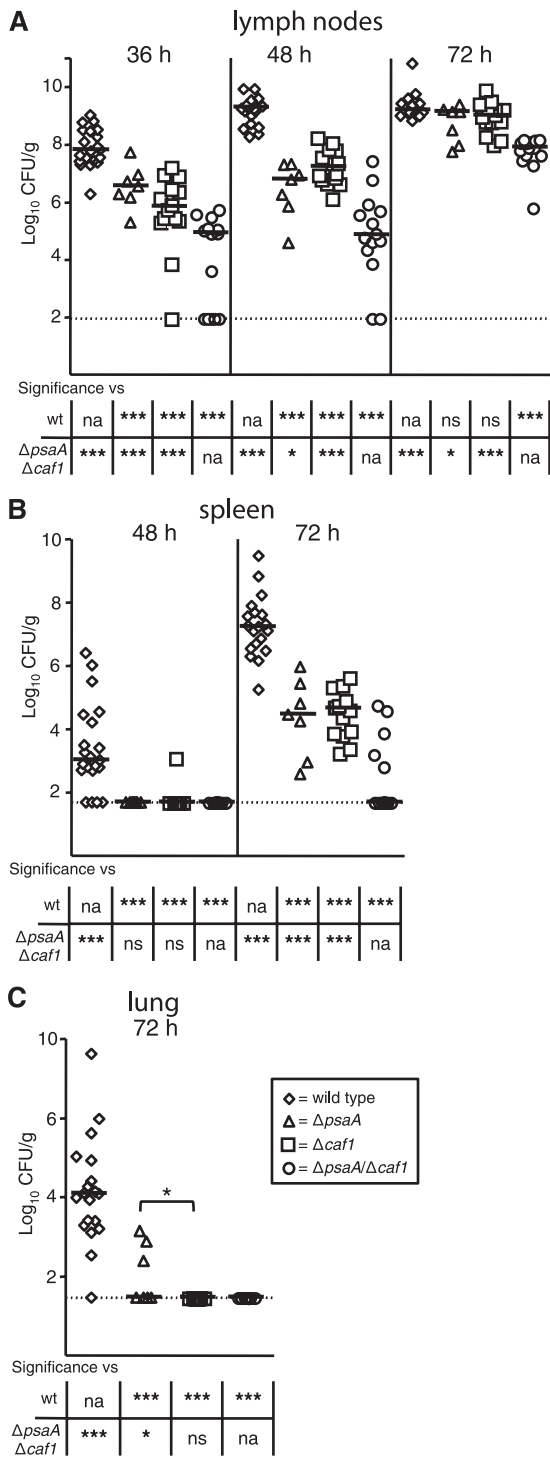 A
lymph nodes
36 h 48 h 72 h
10
8
6
4
2
Log10 CFU/g
Significance vs
wt na *** *** *** na *** *** *** na ns ns ***
ΔpsaA
Δcaf1 *** *** *** na *** * *** na *** * *** na
B
spleen
48 h 72 h
10
8
6
4
2
Log10 CFU/g
Significance vs
wt na *** *** *** na *** *** ***
ΔpsaA
Δcaf1 *** ns ns na *** *** *** na
C
lung
72 h
10
6
4
2
Log10 CFU/g
*
= wild type
= ΔpsaA
= Δcaf1
= ΔpsaA/Δcaf1
Significance vs
wt na *** *** ***
ΔpsaA
Δcaf1 *** * ns na